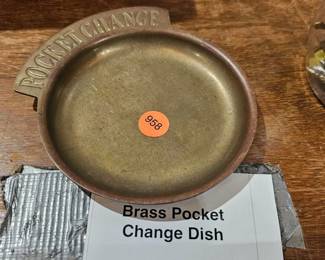 POCKET CHANGE
958
Brass Pocket
Change Dish